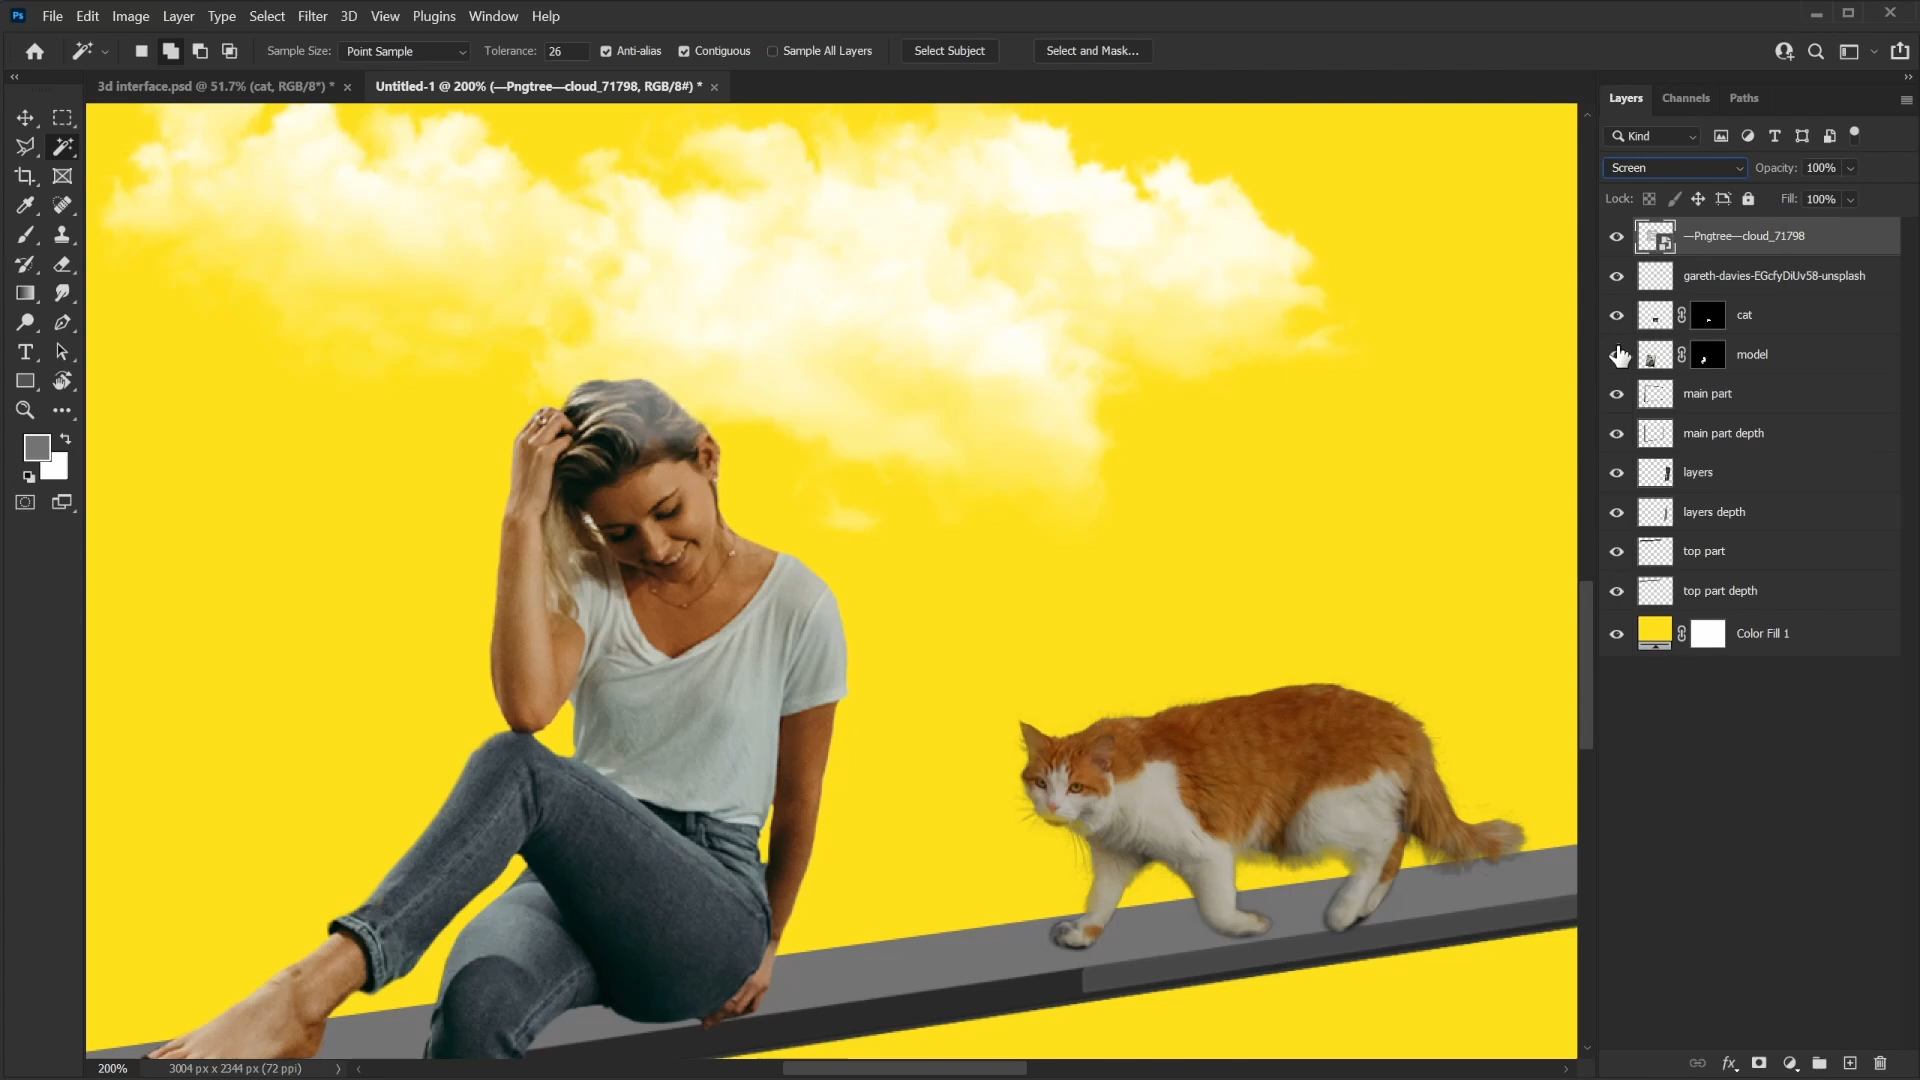 Ps File Edit Image Layer Type Select Filter 3D View Plugins Window Help
Sample Size: Point Sample Tolerance: 26 Anti-alias Contiguous Sample All Layers Select Subject Select and Mask...
3d interface.psd @ 51.7% (cat, RGB/8*) * × Untitled-1 @ 200% (—Pngtree—cloud_71798, RGB/8#) * ×
Layers Channels Paths
Kind
Screen Opacity: 100%
Lock: Fill: 100%
—Pngtree—cloud_71798
gareth-davies-EGcfyDiUv58-unsplash
cat
model
main part
main part depth
layers
layers depth
top part
top part depth
Color Fill 1
200% 3004 px x 2344 px (72 ppi)
fx